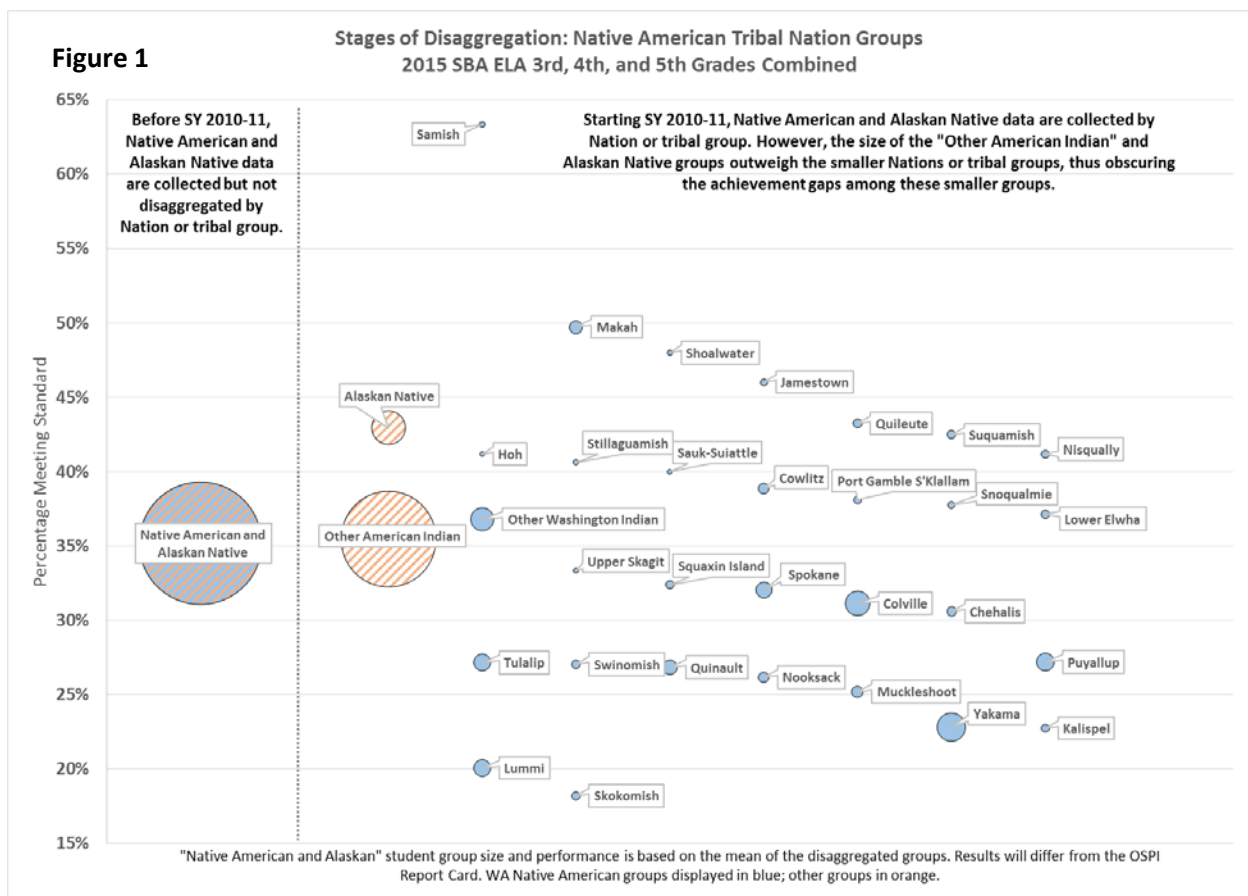 Figure 1
Stages of Disaggregation: Native American Tribal Nation Groups
2015 SBA ELA 3rd, 4th, and 5th Grades Combined
Percentage Meeting Standard
65%
60%
55%
50%
45%
40%
35%
30%
25%
20%
15%
Before SY 2010-11,
Native American and
Alaskan Native data
are collected but not
disaggregated by
Nation or tribal group.
Starting SY 2010-11, Native American and Alaskan Native data are collected by
Nation or tribal group. However, the size of the "Other American Indian" and
Alaskan Native groups outweigh the smaller Nations or tribal groups, thus obscuring
the achievement gaps among these smaller groups.
Samish
Makah
Shoalwater
Jamestown
Alaskan Native
Quileute
Suquamish
Nisqually
Hoh
Stillaguamish
Sauk-Suiattle
Cowlitz
Port Gamble S'Klallam
Snoqualmie
Lower Elwha
Native American and
Alaskan Native
Other American Indian
Other Washington Indian
Upper Skagit
Squaxin Island
Spokane
Colville
Chehalis
Tulalip
Swinomish
Quinault
Nooksack
Muckleshoot
Puyallup
Yakama
Kalispel
Lummi
Skokomish
"Native American and Alaskan" student group size and performance is based on the mean of the disaggregated groups. Results will differ from the OSPI
Report Card. WA Native American groups displayed in blue; other groups in orange.